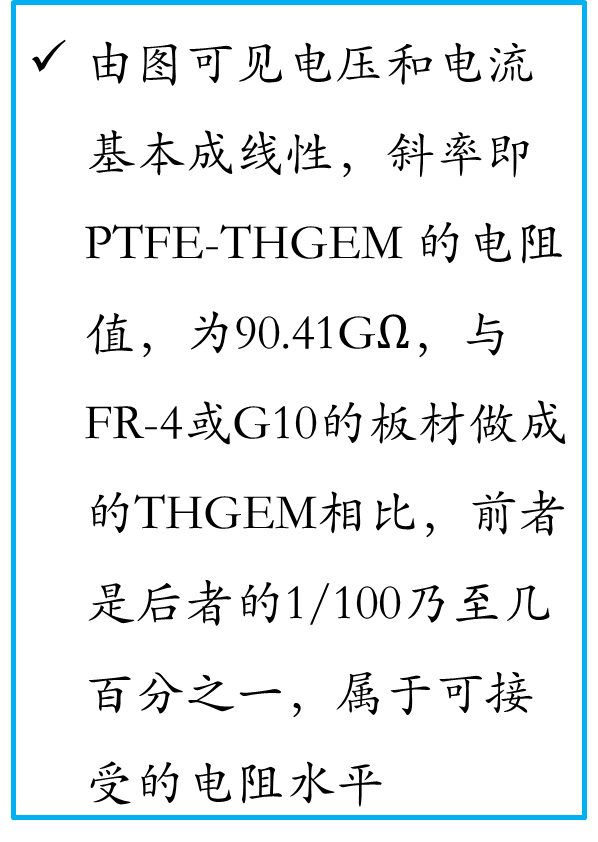 ✓ 由图可见电压和电流
基本成线性，斜率即
PTFE-THGEM 的电阻
值，为90.41GΩ，与
FR-4或G10的板材做成
的THGEM相比，前者
是后者的1/100乃至几
百分之一，属于可接
受的电阻水平